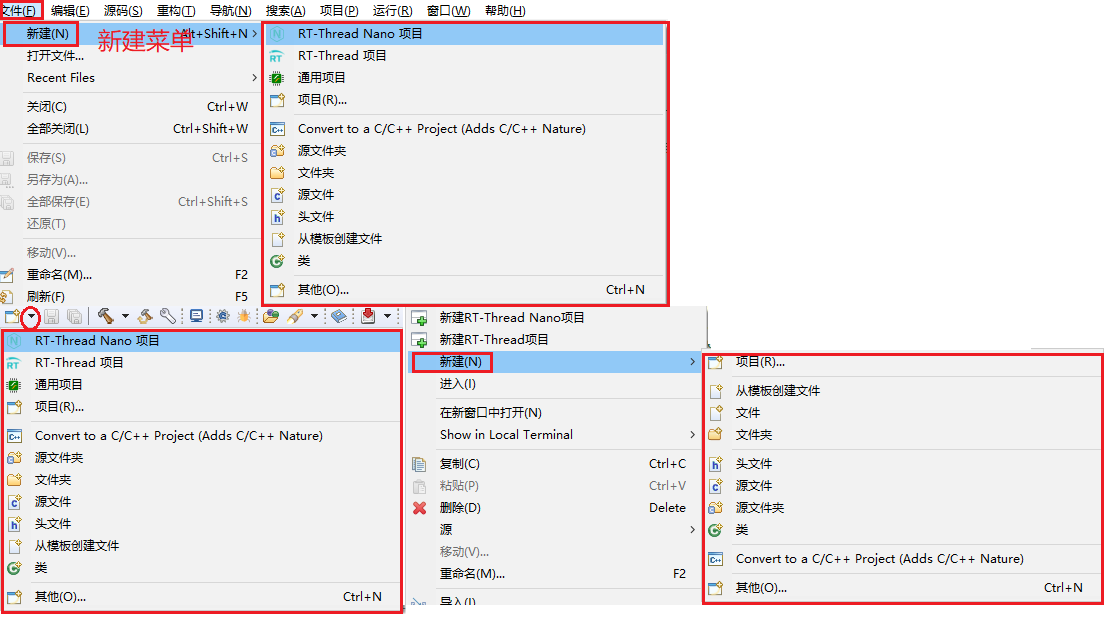 文件(F) 编辑(E) 源码(S) 重构(T) 导航(N) 搜索(A) 项目(P) 运行(R) 窗口(W) 帮助(H)
新建(N) Alt+Shift+N
新建菜单
打开文件...
Recent Files
关闭(C) Ctrl+W
全部关闭(L) Ctrl+Shift+W
保存(S) Ctrl+S
另存为(A)...
全部保存(E) Ctrl+Shift+S
还原(T)
移动(V)...
重命名(M)... F2
刷新(F) F5
RT-Thread Nano 项目
RT-Thread 项目
通用项目
项目(R)...
Convert to a C/C++ Project (Adds C/C++ Nature)
源文件夹
文件夹
源文件
头文件
从模板创建文件
类
其他(O)... Ctrl+N
RT-Thread Nano 项目
RT-Thread 项目
通用项目
项目(R)...
Convert to a C/C++ Project (Adds C/C++ Nature)
源文件夹
文件夹
源文件
头文件
从模板创建文件
类
其他(O)... Ctrl+N
新建RT-Thread Nano项目
新建RT-Thread项目
新建(N)
进入(I)
在新窗口中打开(N)
Show in Local Terminal
复制(C) Ctrl+C
粘贴(P) Ctrl+V
删除(D) Delete
源
移动(V)...
重命名(M)... F2
导入(I)
项目(R)...
从模板创建文件
文件
文件夹
头文件
源文件
源文件夹
类
Convert to a C/C++ Project (Adds C/C++ Nature)
其他(O)... Ctrl+N